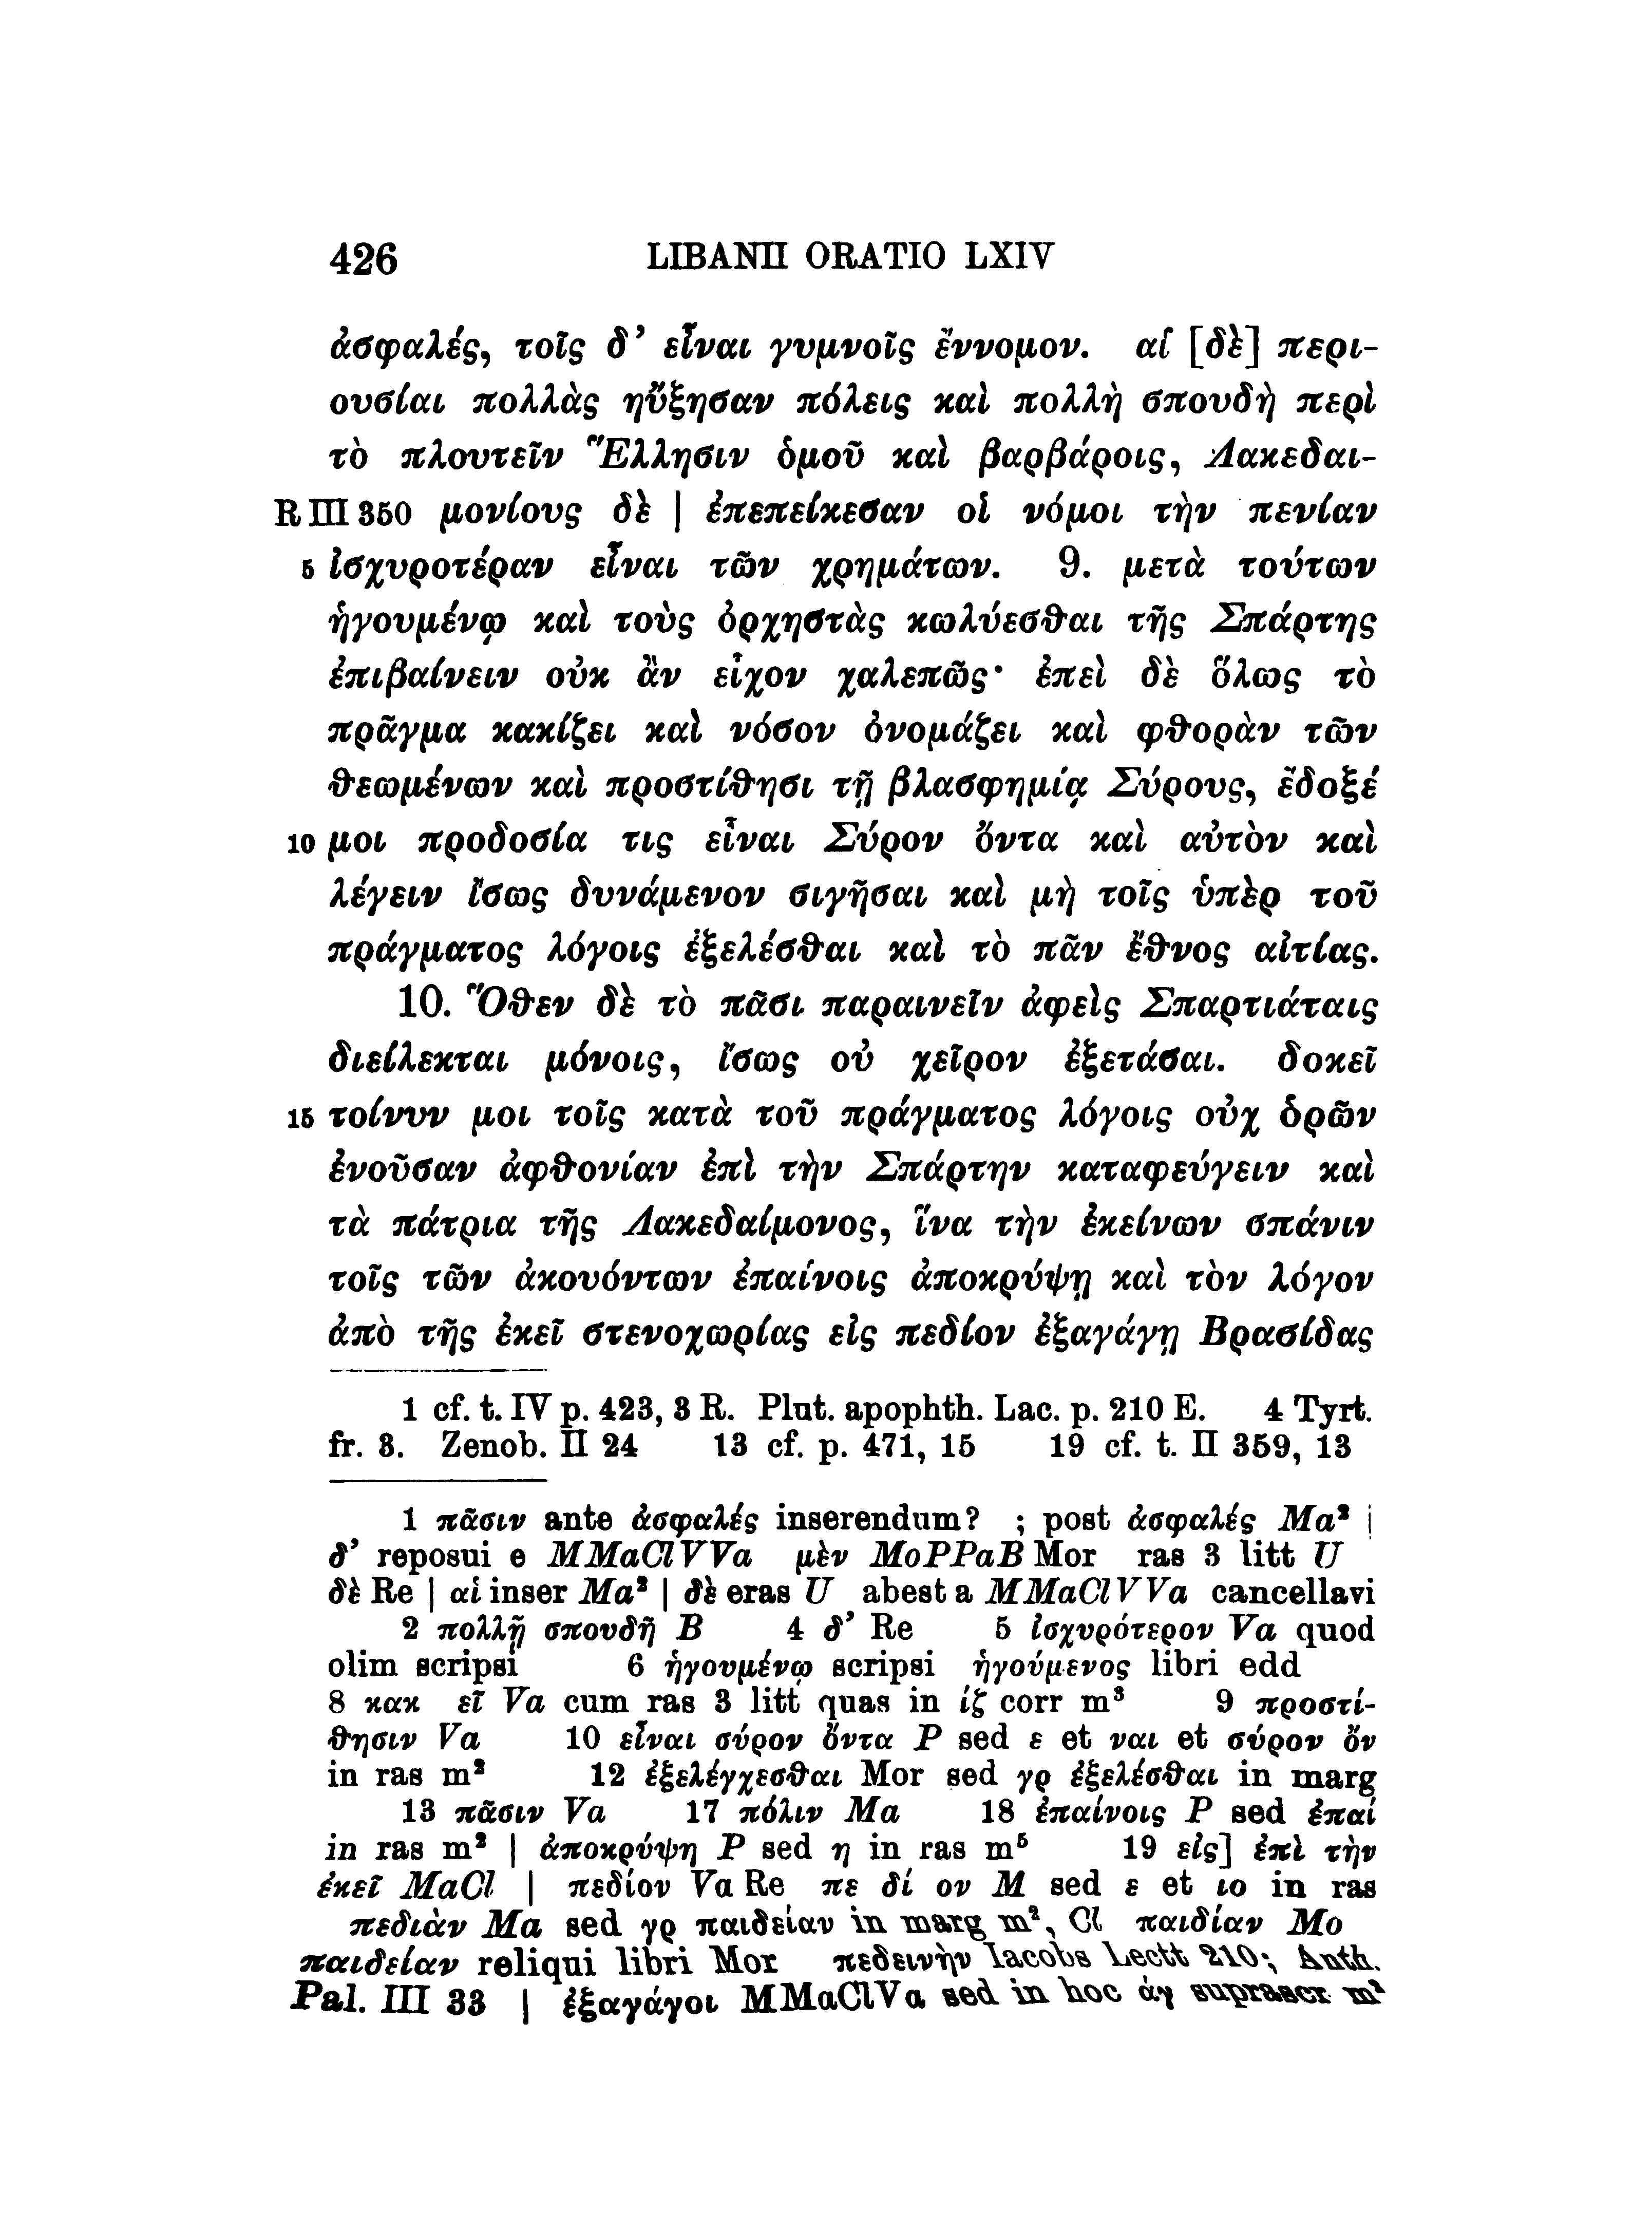 426 LIBANII ORATIO LXIV
ἀσφαλές, τοῖς δ’ εἶναι γυμνοῖς ἔννομον. αἱ [δὲ] περι-
ουσίαι πολλὰς ηὔξησαν πόλεις καὶ πολλὴ σπουδὴ περὶ
τὸ πλουτεῖν Ἕλλησιν ὁμοῦ καὶ βαρβάροις, Λακεδαι-
R III 350 μονίους δὲ | ἐπεπείκεσαν οἱ νόμοι τὴν πενίαν
5 ἰσχυροτέραν εἶναι τῶν χρημάτων. 9. μετὰ τούτων
ἡγουμένῳ καὶ τοὺς ὀρχηστὰς κωλύεσθαι τῆς Σπάρτης
ἐπιβαίνειν οὐκ ἂν εἶχον χαλεπῶς· ἐπεὶ δὲ ὅλως τὸ
πρᾶγμα κακίζει καὶ νόσον ὀνομάζει καὶ φθορὰν τῶν
θεωμένων καὶ προστίθησι τῇ βλασφημίᾳ Σύρους, ἔδοξέ
10 μοι προδοσία τις εἶναι Σύρον ὄντα καὶ αὐτὸν καὶ
λέγειν ἴσως δυνάμενον σιγῆσαι καὶ μὴ τοῖς ὑπὲρ τοῦ
πράγματος λόγοις ἐξελέσθαι καὶ τὸ πᾶν ἔθνος αἰτίας.
10. Ὅθεν δὲ τὸ πᾶσι παραινεῖν ἀφεὶς Σπαρτιάταις
διείλεκται μόνοις, ἴσως οὐ χεῖρον ἐξετάσαι. δοκεῖ
15 τοίνυν μοι τοῖς κατὰ τοῦ πράγματος λόγοις οὐχ ὁρῶν
ἐνοῦσαν ἀφθονίαν ἐπὶ τὴν Σπάρτην καταφεύγειν καὶ
τὰ πάτρια τῆς Λακεδαίμονος, ἵνα τὴν ἐκείνων σπάνιν
τοῖς τῶν ἀκουόντων ἐπαίνοις ἀποκρύψῃ καὶ τὸν λόγον
ἀπὸ τῆς ἐκεῖ στενοχωρίας εἰς πεδίον ἐξαγάγῃ Βρασίδας
1 cf. t. IV p. 423, 3 R. Plut. apophth. Lac. p. 210 E. 4 Tyrt.
fr. 3. Zenob. II 24 13 cf. p. 471, 15 19 cf. t. II 359, 13
1 πᾶσιν ante ἀσφαλές inserendum? ; post ἀσφαλές Ma² |
δ’ reposui e MMaClVVa μὲν MoPPaB Mor ras 3 litt U
δὲ Re | αἱ inser Ma² | δὲ eras U abest a MMaClVVa cancellavi
2 πολλῇ σπουδῇ B 4 δ’ Re 5 ἰσχυρότερον Va quod
olim scripsi 6 ἡγουμένῳ scripsi ἡγούμενος libri edd
8 κακ εῖ Va cum ras 3 litt quas in ίζ corr m³ 9 προστί-
θησιν Va 10 εἶναι σύρον ὄντα P sed ε et ναι et σύρον ὄν
in ras m² 12 ἐξελέγχεσθαι Mor sed γρ ἐξελέσθαι in marg
13 πᾶσιν Va 17 πόλιν Ma 18 ἐπαίνοις P sed ἐπαί
in ras m² | ἀποκρύψῃ P sed η in ras m⁵ 19 εἰς] ἐπὶ τὴν
ἐκεῖ MaCl | πεδίον Va Re πε δί ον M sed ε et ιο in ras
πεδιὰν Ma sed γρ παιδείαν in marg m², Cl παιδίαν Mo
παιδείαν reliqui libri Mor πεδεινὴν Iacobs Lectt 210; Anth.
Pal. III 33 | ἐξαγάγοι MMaClVa sed in hoc άγ suprascr m²